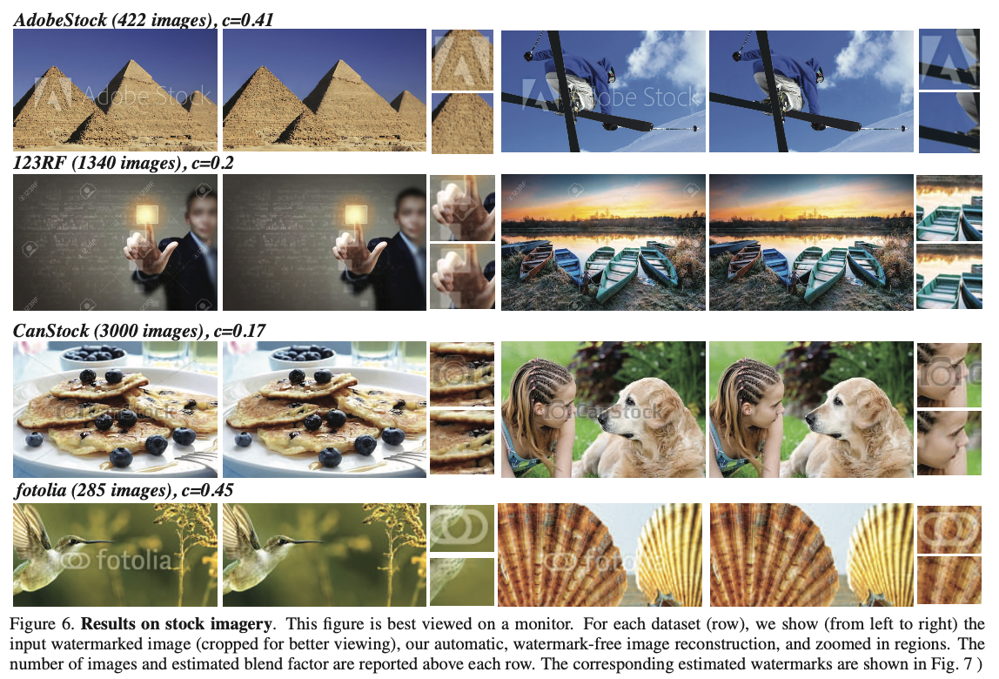 AdobeStock (422 images), c=0.41
Adobe Stock
Adobe Stock
123RF (1340 images), c=0.2
123RF
123RF
CanStock (3000 images), c=0.17
CanStock
CanStock
fotolia (285 images), c=0.45
fotolia
fotolia
Figure 6. Results on stock imagery. This figure is best viewed on a monitor. For each dataset (row), we show (from left to right) the
input watermarked image (cropped for better viewing), our automatic, watermark-free image reconstruction, and zoomed in regions. The
number of images and estimated blend factor are reported above each row. The corresponding estimated watermarks are shown in Fig. 7 )